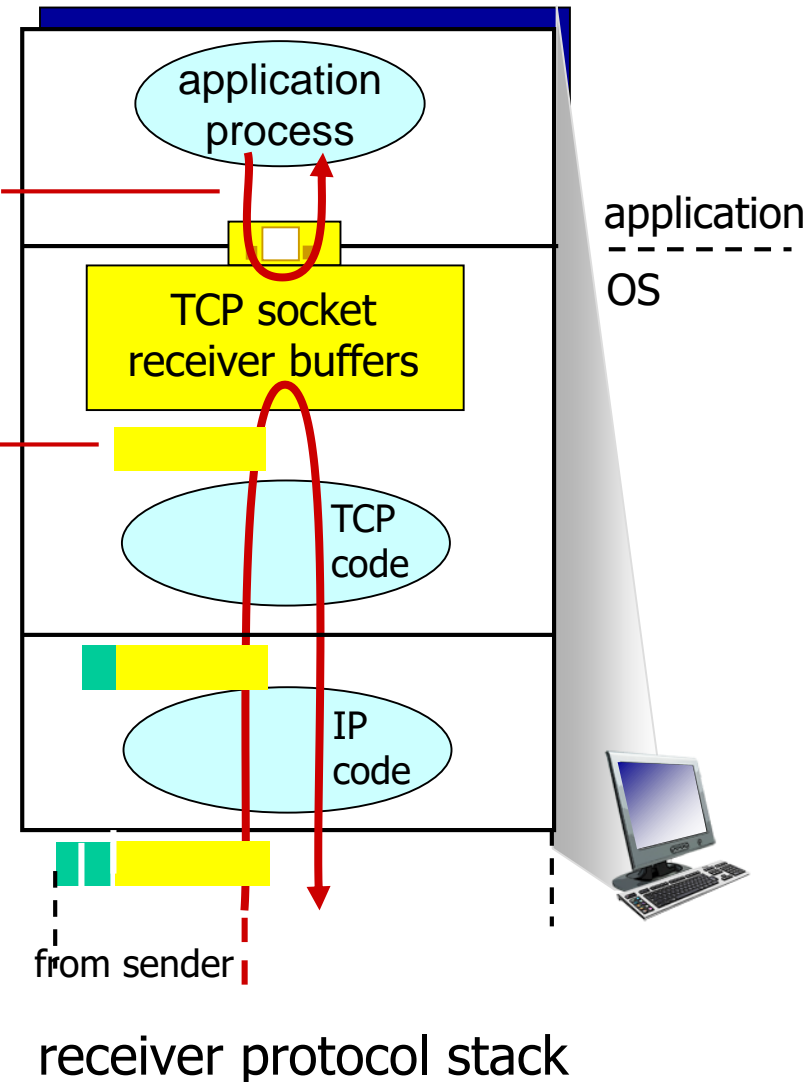 application
process
application
OS
TCP socket
receiver buffers
TCP
code
IP
code
from sender
receiver protocol stack